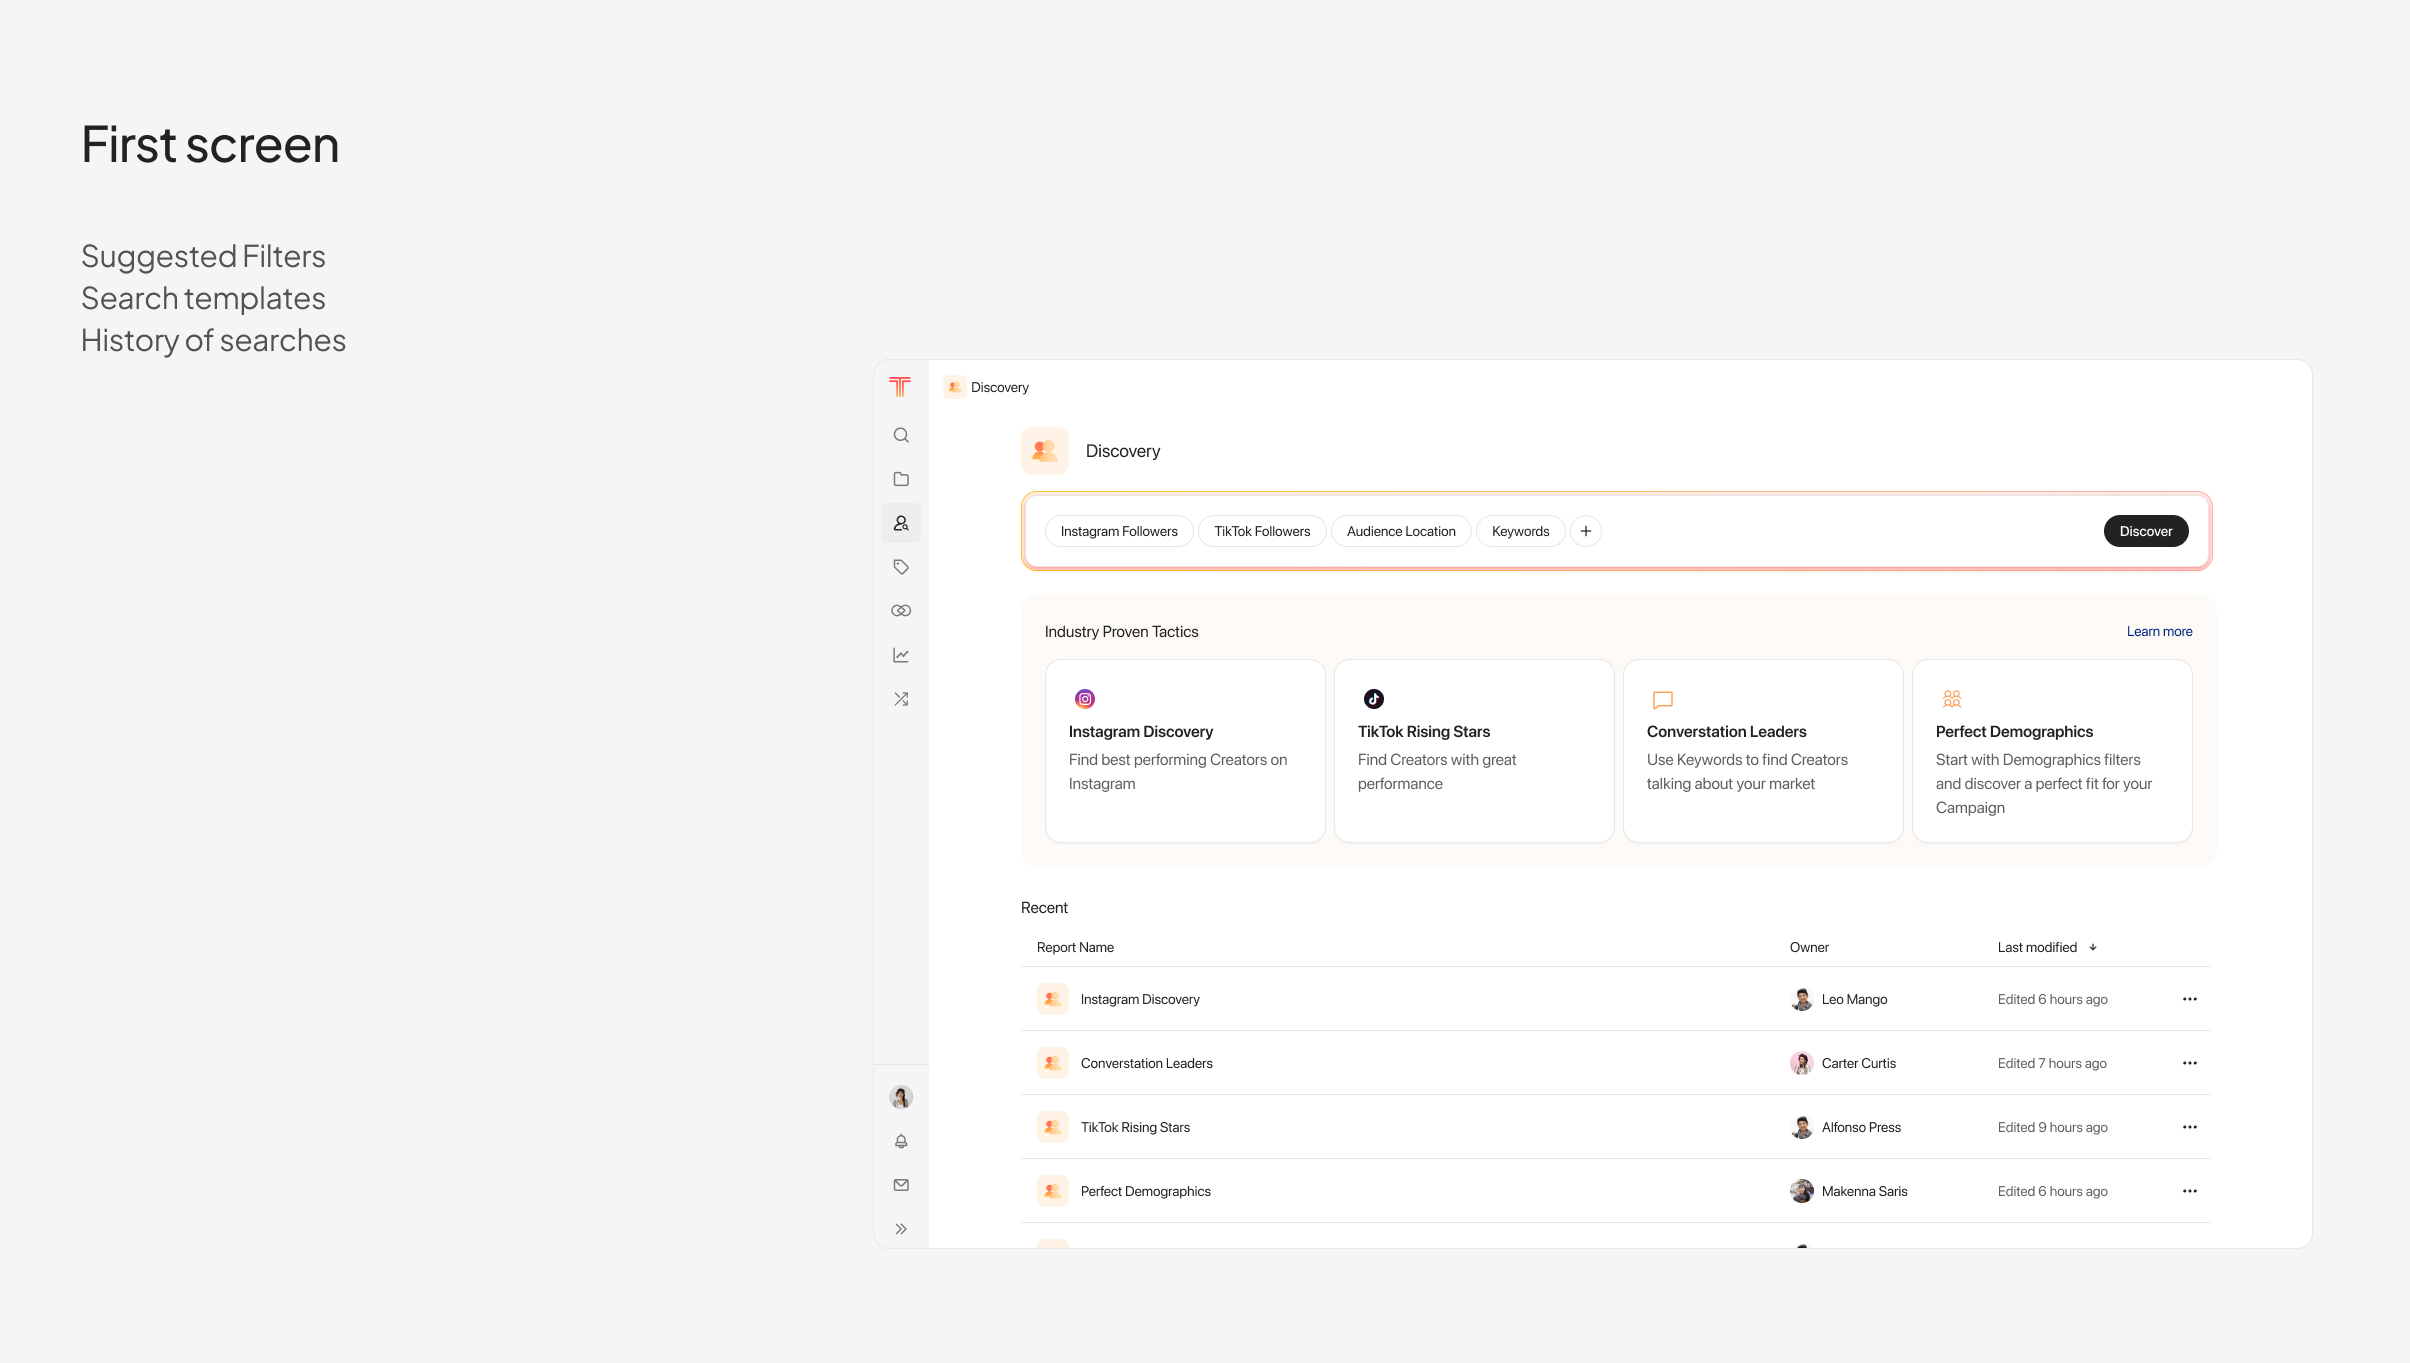 First screen
Suggested Filters
Search templates
History of searches
Discovery
Discovery
Instagram Followers
TikTok Followers
Audience Location
Keywords
Discover
Industry Proven Tactics
Learn more
Instagram Discovery
Find best performing Creators on
Instagram
TikTok Rising Stars
Find Creators with great
performance
Converstation Leaders
Use Keywords to find Creators
talking about your market
Perfect Demographics
Start with Demographics filters
and discover a perfect fit for your
Campaign
Recent
Report Name Owner Last modified
Instagram Discovery Leo Mango Edited 6 hours ago
Converstation Leaders Carter Curtis Edited 7 hours ago
TikTok Rising Stars Alfonso Press Edited 9 hours ago
Perfect Demographics Makenna Saris Edited 6 hours ago